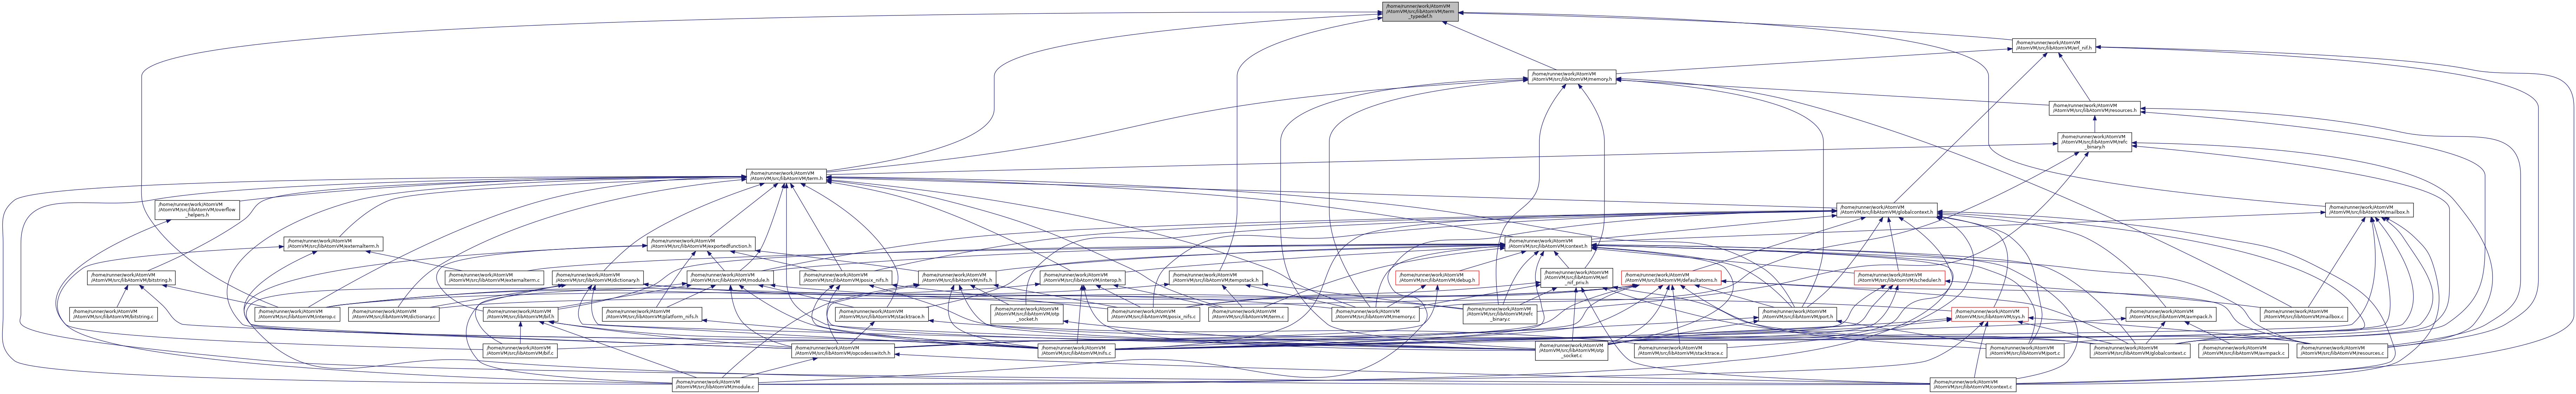 /home/runner/work/AtomVM
/AtomVM/src/libAtomVM/term
_typedef.h
/home/runner/work/AtomVM
/AtomVM/src/libAtomVM/erl_nif.h
/home/runner/work/AtomVM
/AtomVM/src/libAtomVM/memory.h
/home/runner/work/AtomVM
/AtomVM/src/libAtomVM/resources.h
/home/runner/work/AtomVM
/AtomVM/src/libAtomVM/refc
_binary.h
/home/runner/work/AtomVM
/AtomVM/src/libAtomVM/term.h
/home/runner/work/AtomVM
/AtomVM/src/libAtomVM/overflow
_helpers.h
/home/runner/work/AtomVM
/AtomVM/src/libAtomVM/globalcontext.h
/home/runner/work/AtomVM
/AtomVM/src/libAtomVM/mailbox.h
/home/runner/work/AtomVM
/AtomVM/src/libAtomVM/externalterm.h
/home/runner/work/AtomVM
/AtomVM/src/libAtomVM/exportedfunction.h
/home/runner/work/AtomVM
/AtomVM/src/libAtomVM/context.h
/home/runner/work/AtomVM
/AtomVM/src/libAtomVM/bitstring.h
/home/runner/work/AtomVM
/AtomVM/src/libAtomVM/externalterm.c
/home/runner/work/AtomVM
/AtomVM/src/libAtomVM/dictionary.h
/home/runner/work/AtomVM
/AtomVM/src/libAtomVM/module.h
/home/runner/work/AtomVM
/AtomVM/src/libAtomVM/posix_nifs.h
/home/runner/work/AtomVM
/AtomVM/src/libAtomVM/nifs.h
/home/runner/work/AtomVM
/AtomVM/src/libAtomVM/interop.h
/home/runner/work/AtomVM
/AtomVM/src/libAtomVM/tempstack.h
/home/runner/work/AtomVM
/AtomVM/src/libAtomVM/debug.h
/home/runner/work/AtomVM
/AtomVM/src/libAtomVM/erl
_nif_priv.h
/home/runner/work/AtomVM
/AtomVM/src/libAtomVM/defaultatoms.h
/home/runner/work/AtomVM
/AtomVM/src/libAtomVM/scheduler.h
/home/runner/work/AtomVM
/AtomVM/src/libAtomVM/bitstring.c
/home/runner/work/AtomVM
/AtomVM/src/libAtomVM/interop.c
/home/runner/work/AtomVM
/AtomVM/src/libAtomVM/dictionary.c
/home/runner/work/AtomVM
/AtomVM/src/libAtomVM/bif.h
/home/runner/work/AtomVM
/AtomVM/src/libAtomVM/platform_nifs.h
/home/runner/work/AtomVM
/AtomVM/src/libAtomVM/stacktrace.h
/home/runner/work/AtomVM
/AtomVM/src/libAtomVM/otp
_socket.h
/home/runner/work/AtomVM
/AtomVM/src/libAtomVM/posix_nifs.c
/home/runner/work/AtomVM
/AtomVM/src/libAtomVM/term.c
/home/runner/work/AtomVM
/AtomVM/src/libAtomVM/memory.c
/home/runner/work/AtomVM
/AtomVM/src/libAtomVM/refc
_binary.c
/home/runner/work/AtomVM
/AtomVM/src/libAtomVM/port.h
/home/runner/work/AtomVM
/AtomVM/src/libAtomVM/sys.h
/home/runner/work/AtomVM
/AtomVM/src/libAtomVM/avmpack.h
/home/runner/work/AtomVM
/AtomVM/src/libAtomVM/mailbox.c
/home/runner/work/AtomVM
/AtomVM/src/libAtomVM/bif.c
/home/runner/work/AtomVM
/AtomVM/src/libAtomVM/opcodesswitch.h
/home/runner/work/AtomVM
/AtomVM/src/libAtomVM/nifs.c
/home/runner/work/AtomVM
/AtomVM/src/libAtomVM/otp
_socket.c
/home/runner/work/AtomVM
/AtomVM/src/libAtomVM/stacktrace.c
/home/runner/work/AtomVM
/AtomVM/src/libAtomVM/port.c
/home/runner/work/AtomVM
/AtomVM/src/libAtomVM/globalcontext.c
/home/runner/work/AtomVM
/AtomVM/src/libAtomVM/avmpack.c
/home/runner/work/AtomVM
/AtomVM/src/libAtomVM/resources.c
/home/runner/work/AtomVM
/AtomVM/src/libAtomVM/module.c
/home/runner/work/AtomVM
/AtomVM/src/libAtomVM/context.c